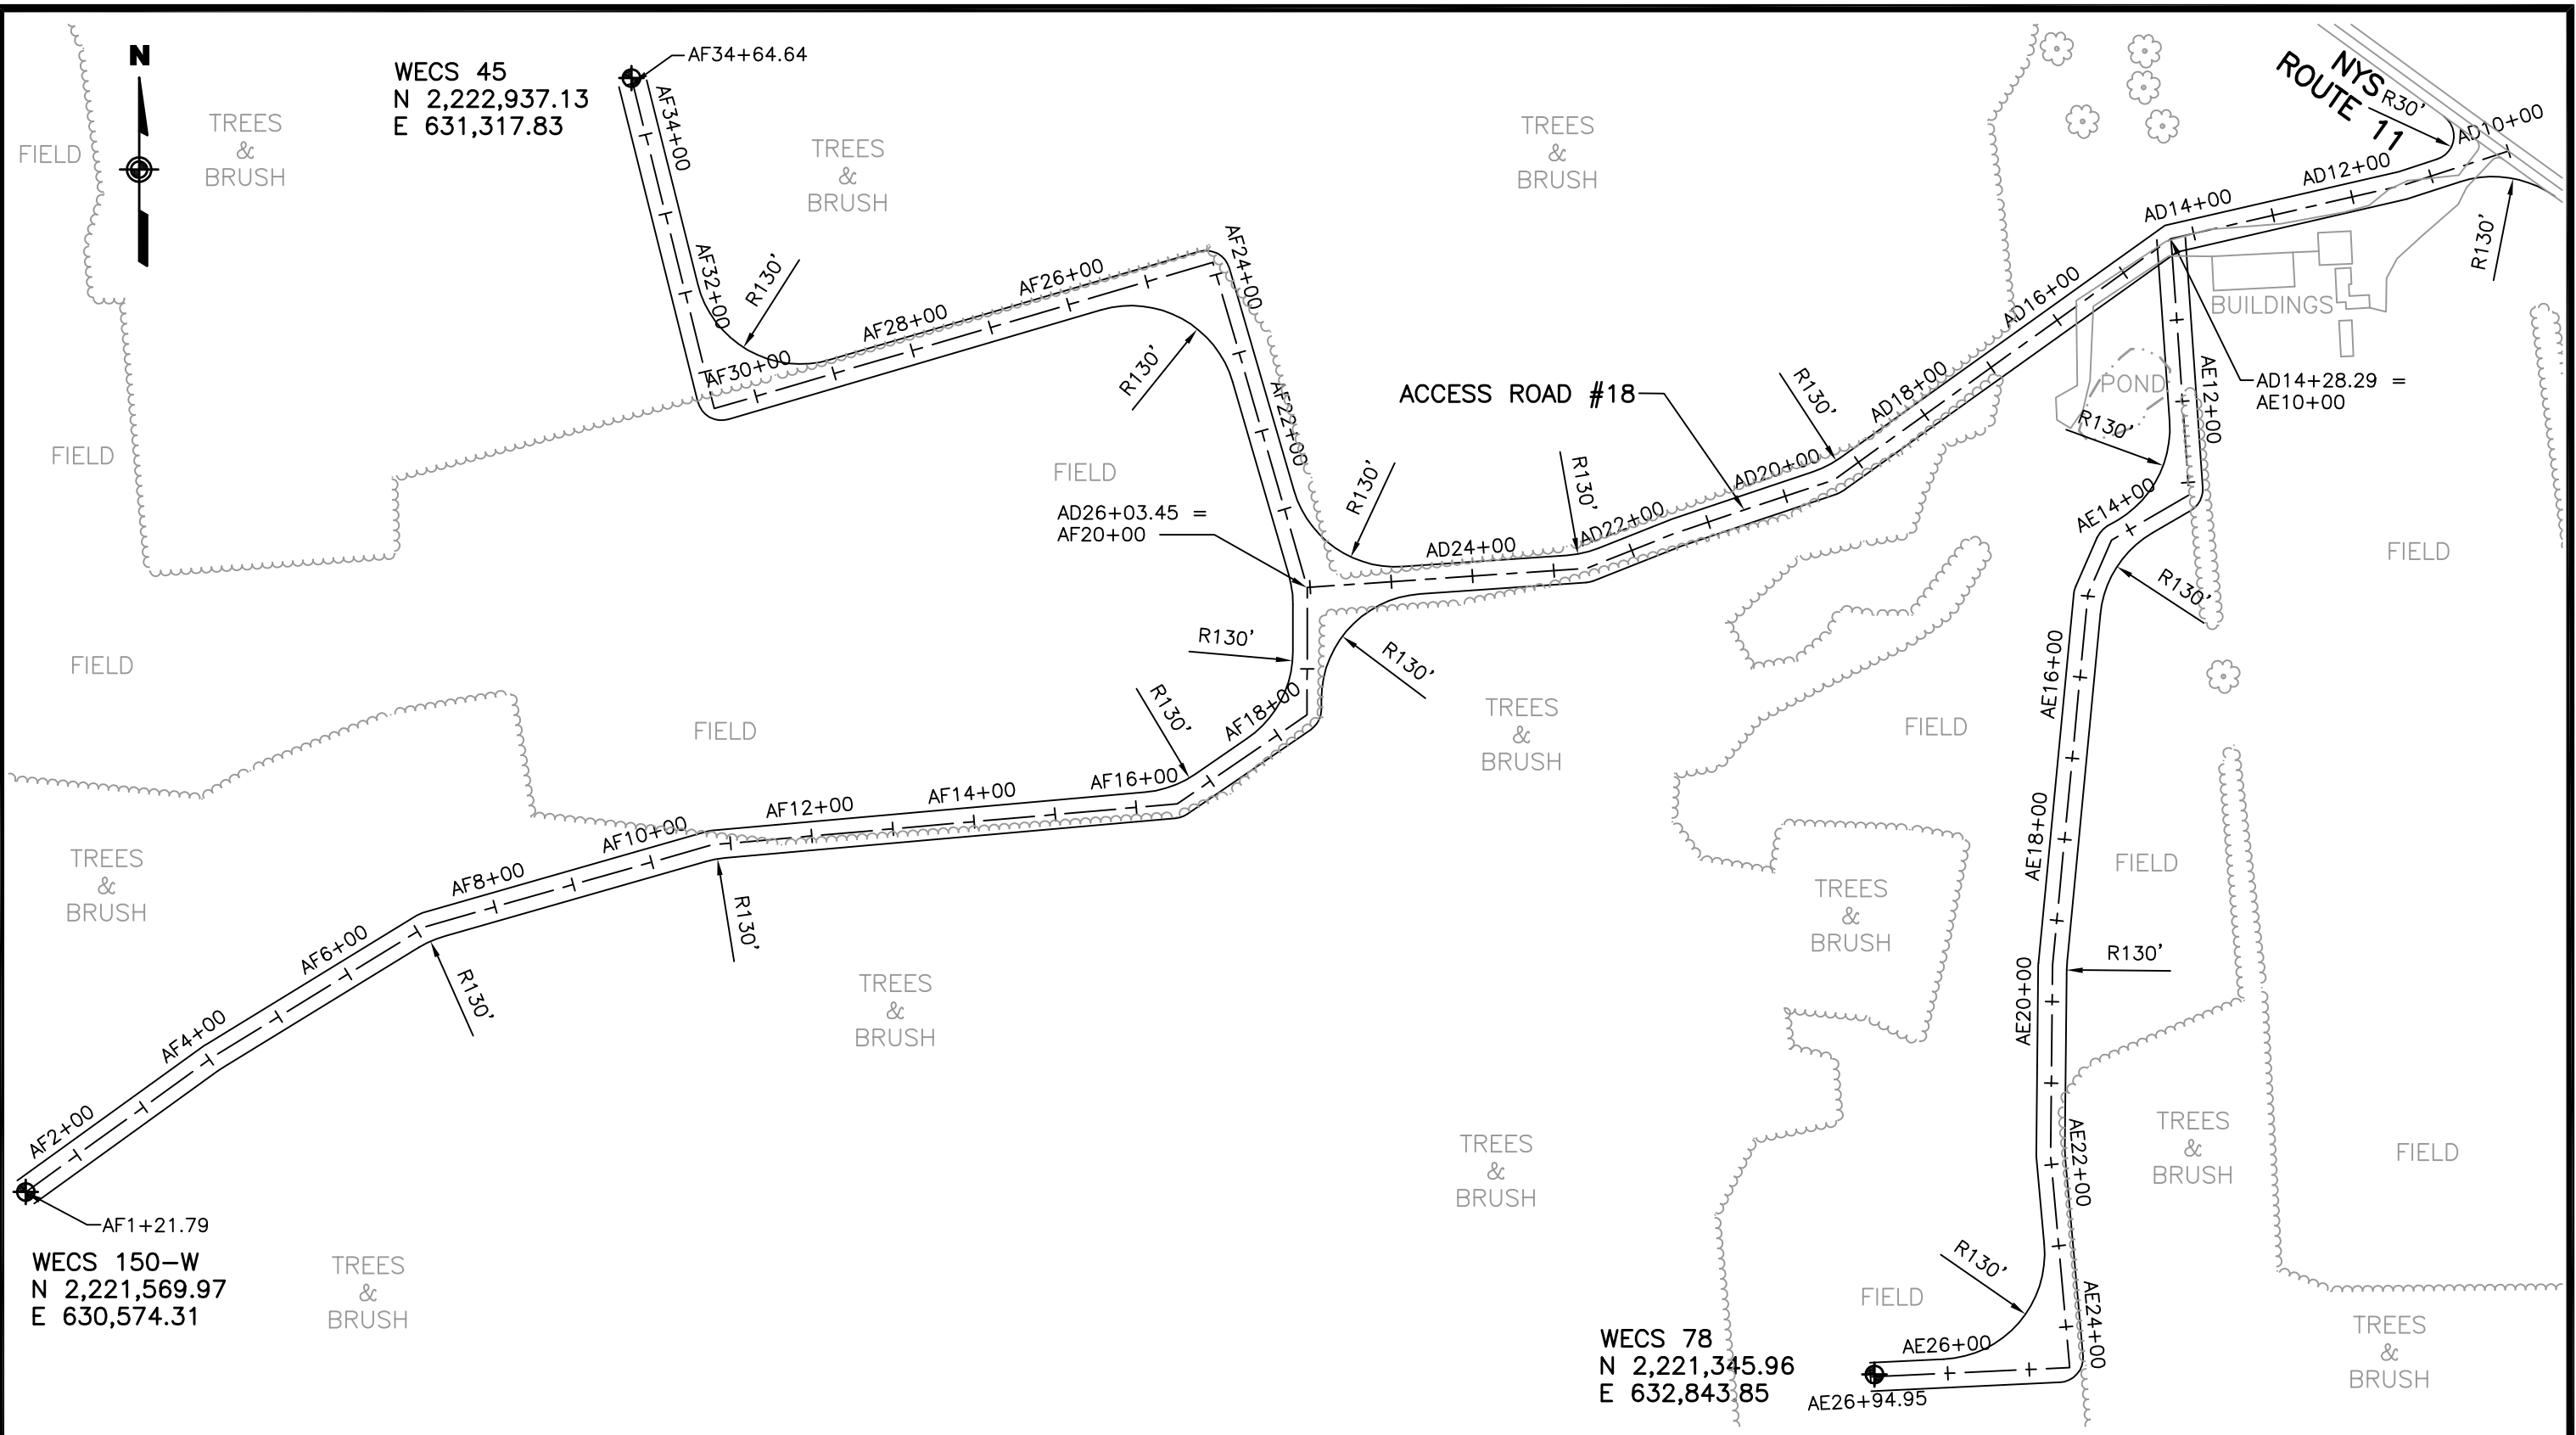 N
WECS 45
N 2,222,937.13
E 631,317.83
AF34+64.64
AF34+00
AF32+00
R130'
AF30+00
AF28+00
AF26+00
AF24+00
AF22+00
R130'
R130'
TREES
&
BRUSH
FIELD
TREES
&
BRUSH
TREES
&
BRUSH
NYS
ROUTE 11
R30'
AD10+00
AD12+00
AD14+00
R130'
BUILDINGS
AD16+00
AD18+00
POND
AE12+00
AD14+28.29 =
AE10+00
R130'
ACCESS ROAD #18
R130'
AD20+00
R130'
AD22+00
AD24+00
FIELD
FIELD
AD26+03.45 =
AF20+00
AE14+00
R130'
FIELD
FIELD
R130'
R130'
R130'
AF18+00
FIELD
TREES
&
BRUSH
FIELD
AE16+00
AF16+00
AF14+00
AF12+00
AF10+00
AF8+00
AF6+00
AF4+00
AF2+00
R130'
R130'
TREES
&
BRUSH
TREES
&
BRUSH
AE18+00
FIELD
TREES
&
BRUSH
R130'
AE20+00
TREES
&
BRUSH
AE22+00
TREES
&
BRUSH
FIELD
AF1+21.79
WECS 150-W
N 2,221,569.97
E 630,574.31
TREES
&
BRUSH
R130'
FIELD
AE24+00
WECS 78
N 2,221,345.96
E 632,843.85
AE26+00
AE26+94.95
TREES
&
BRUSH